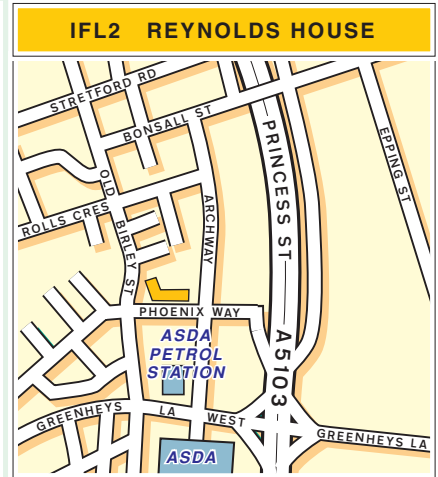 IFL2 REYNOLDS HOUSE
STRETFORD RD
BONSALL ST
PRINCESS ST
EPPING ST
OLD BIRLEY ST
ARCHWAY
ROLLS CRES
PHOENIX WAY
ASDA
PETROL
STATION
A5103
GREENHEYS LA WEST
GREENHEYS LA
ASDA